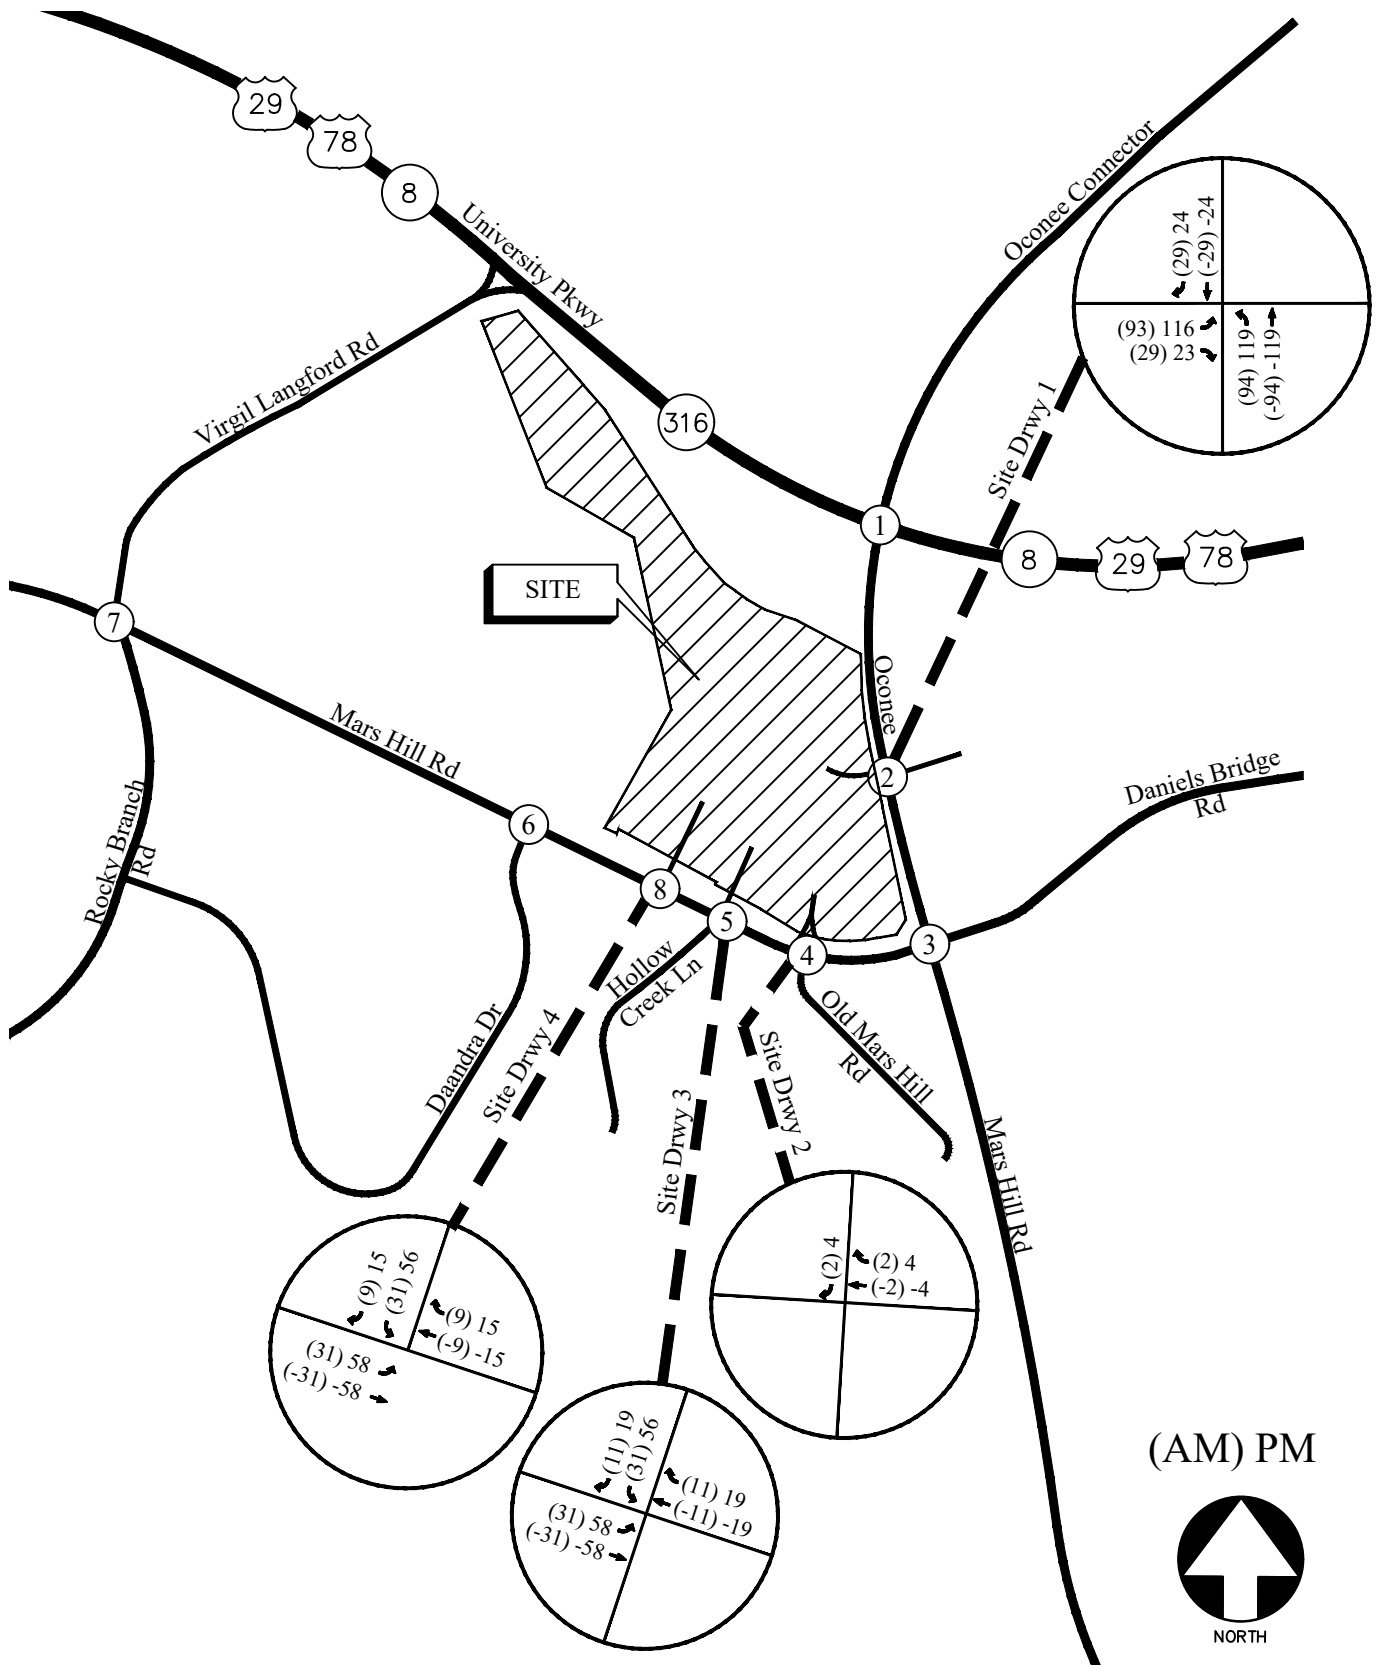 29
78
8
University Pkwy
Oconee Connector
(29) 24
(-29) -24
(93) 116
(29) 23
(94) 119
(-94) -119
Virgil Langford Rd
316
Site Drwy 1
1
8
29
78
SITE
7
Oconee
Mars Hill Rd
2
Daniels Bridge
Rd
Rocky Branch
Rd
6
8
5
4
3
Hollow
Creek Ln
Old Mars Hill
Rd
Daandra Dr
Site Drwy 4
Site Drwy 3
Site Drwy 2
Mars Hill Rd
(9) 15
(31) 56
(9) 15
(-9) -15
(31) 58
(-31) -58
(2) 4
(2) 4
(-2) -4
(11) 19
(31) 56
(11) 19
(-11) -19
(31) 58
(-31) -58
(AM) PM
NORTH